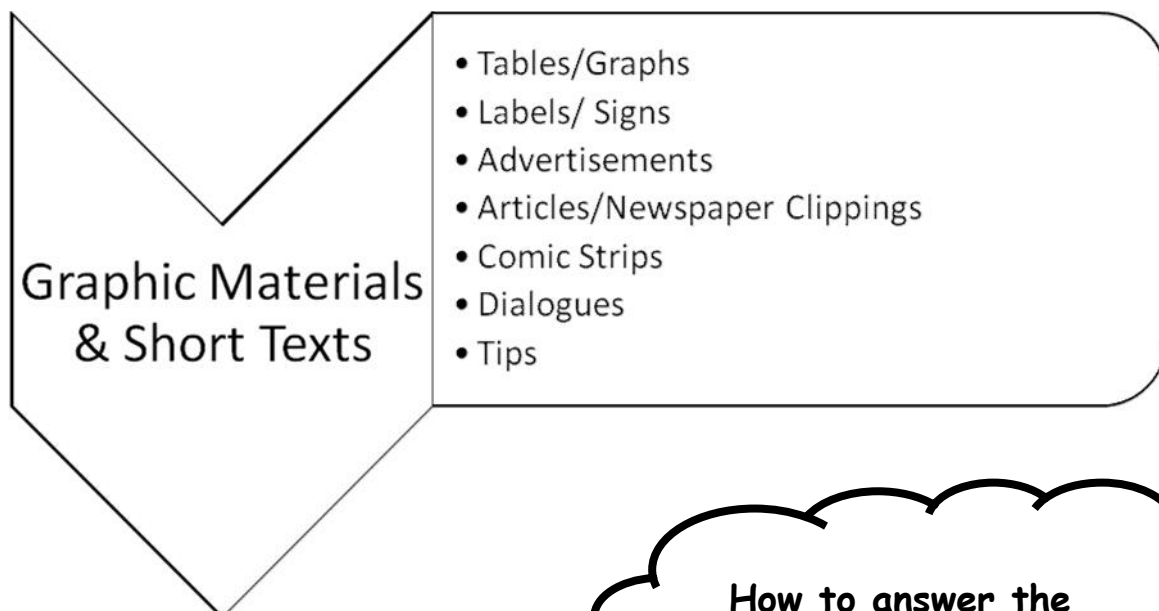 Graphic Materials
& Short Texts
• Tables/Graphs
• Labels/ Signs
• Advertisements
• Articles/Newspaper Clippings
• Comic Strips
• Dialogues
• Tips
How to answer the